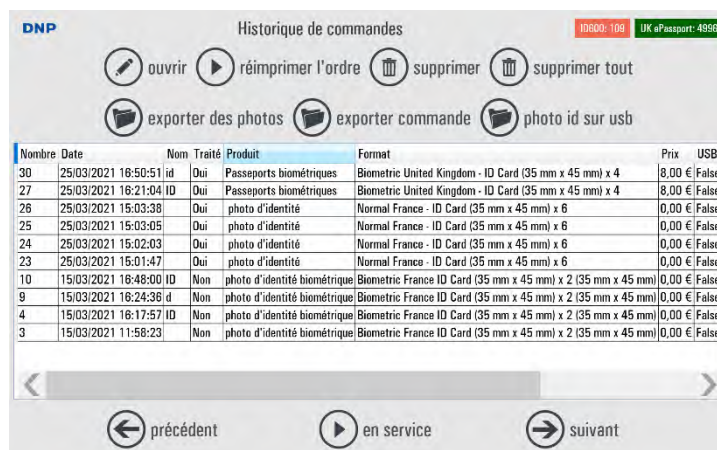 DNP Historique de commandes ID600: 109 UK ePassport: 4996
ouvrir réimprimer l'ordre supprimer supprimer tout
exporter des photos exporter commande photo id sur usb
Nombre Date Nom Traité Produit Format Prix USB
30 25/03/2021 16:50:51 id Oui Passeports biométriques Biometric United Kingdom - ID Card (35 mm x 45 mm) x 4 8,00 € False
27 25/03/2021 16:21:04 ID Oui Passeports biométriques Biometric United Kingdom - ID Card (35 mm x 45 mm) x 4 8,00 € False
26 25/03/2021 15:03:38 Oui photo d'identité Normal France - ID Card (35 mm x 45 mm) x 6 0,00 € False
25 25/03/2021 15:03:05 Oui photo d'identité Normal France - ID Card (35 mm x 45 mm) x 6 0,00 € False
24 25/03/2021 15:02:03 Oui photo d'identité Normal France - ID Card (35 mm x 45 mm) x 6 0,00 € False
23 25/03/2021 15:01:47 Oui photo d'identité Normal France - ID Card (35 mm x 45 mm) x 6 0,00 € False
10 15/03/2021 16:48:00 ID Non photo d'identité biométrique Biometric France ID Card (35 mm x 45 mm) x 2 (35 mm x 45 mm) 0,00 € False
9 15/03/2021 16:24:36 d Non photo d'identité biométrique Biometric France ID Card (35 mm x 45 mm) x 2 (35 mm x 45 mm) 0,00 € False
4 15/03/2021 16:17:57 ID Non photo d'identité biométrique Biometric France ID Card (35 mm x 45 mm) x 2 (35 mm x 45 mm) 0,00 € False
3 15/03/2021 11:58:23 Non photo d'identité biométrique Biometric France ID Card (35 mm x 45 mm) x 2 (35 mm x 45 mm) 0,00 € False
précédent en service suivant